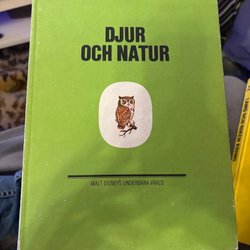 DJUR
OCH NATUR
WALT DISNEYS UNDERBARA VÄRLD